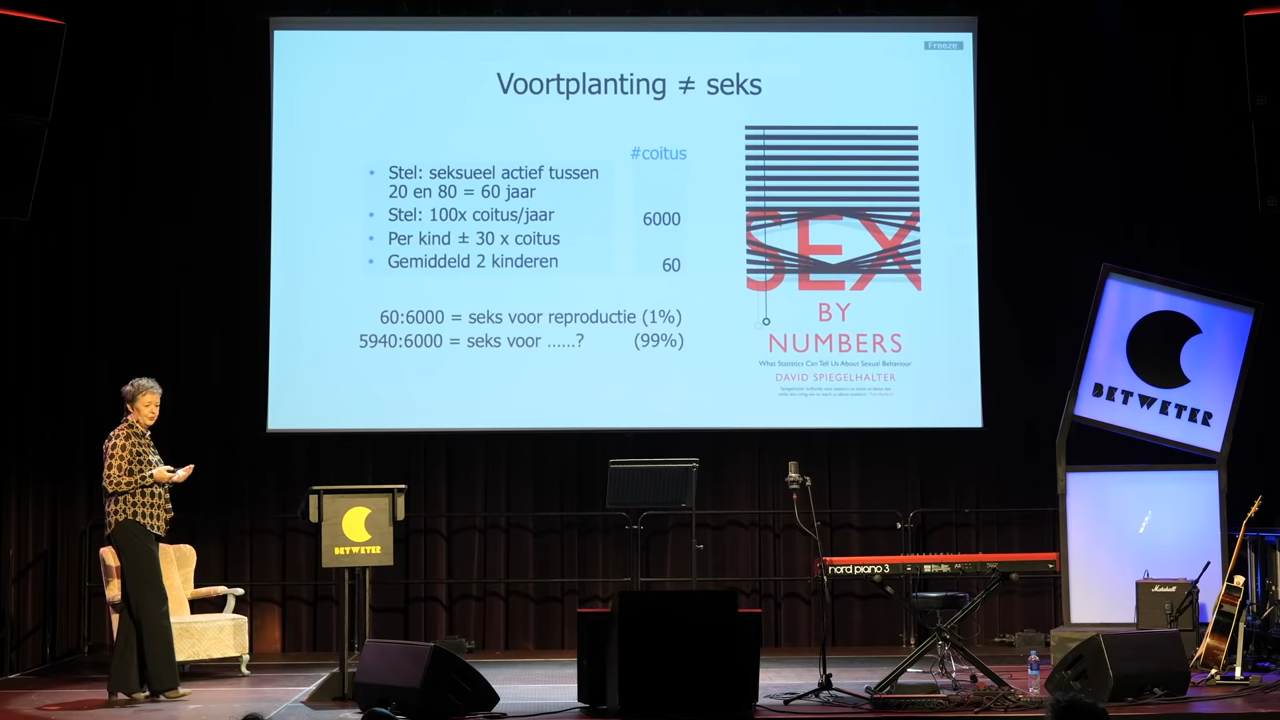 Freeze
Voortplanting ≠ seks
#coitus
• Stel: seksueel actief tussen
20 en 80 = 60 jaar
• Stel: 100x coitus/jaar 6000
• Per kind ± 30 x coitus
• Gemiddeld 2 kinderen 60
60:6000 = seks voor reproductie (1%)
5940:6000 = seks voor ......? (99%)
SEX
BY
NUMBERS
What Statistics Can Tell Us About Sexual Behaviour
DAVID SPIEGELHALTER
BETWETER
BETWETER
nord piano 3
Marshall